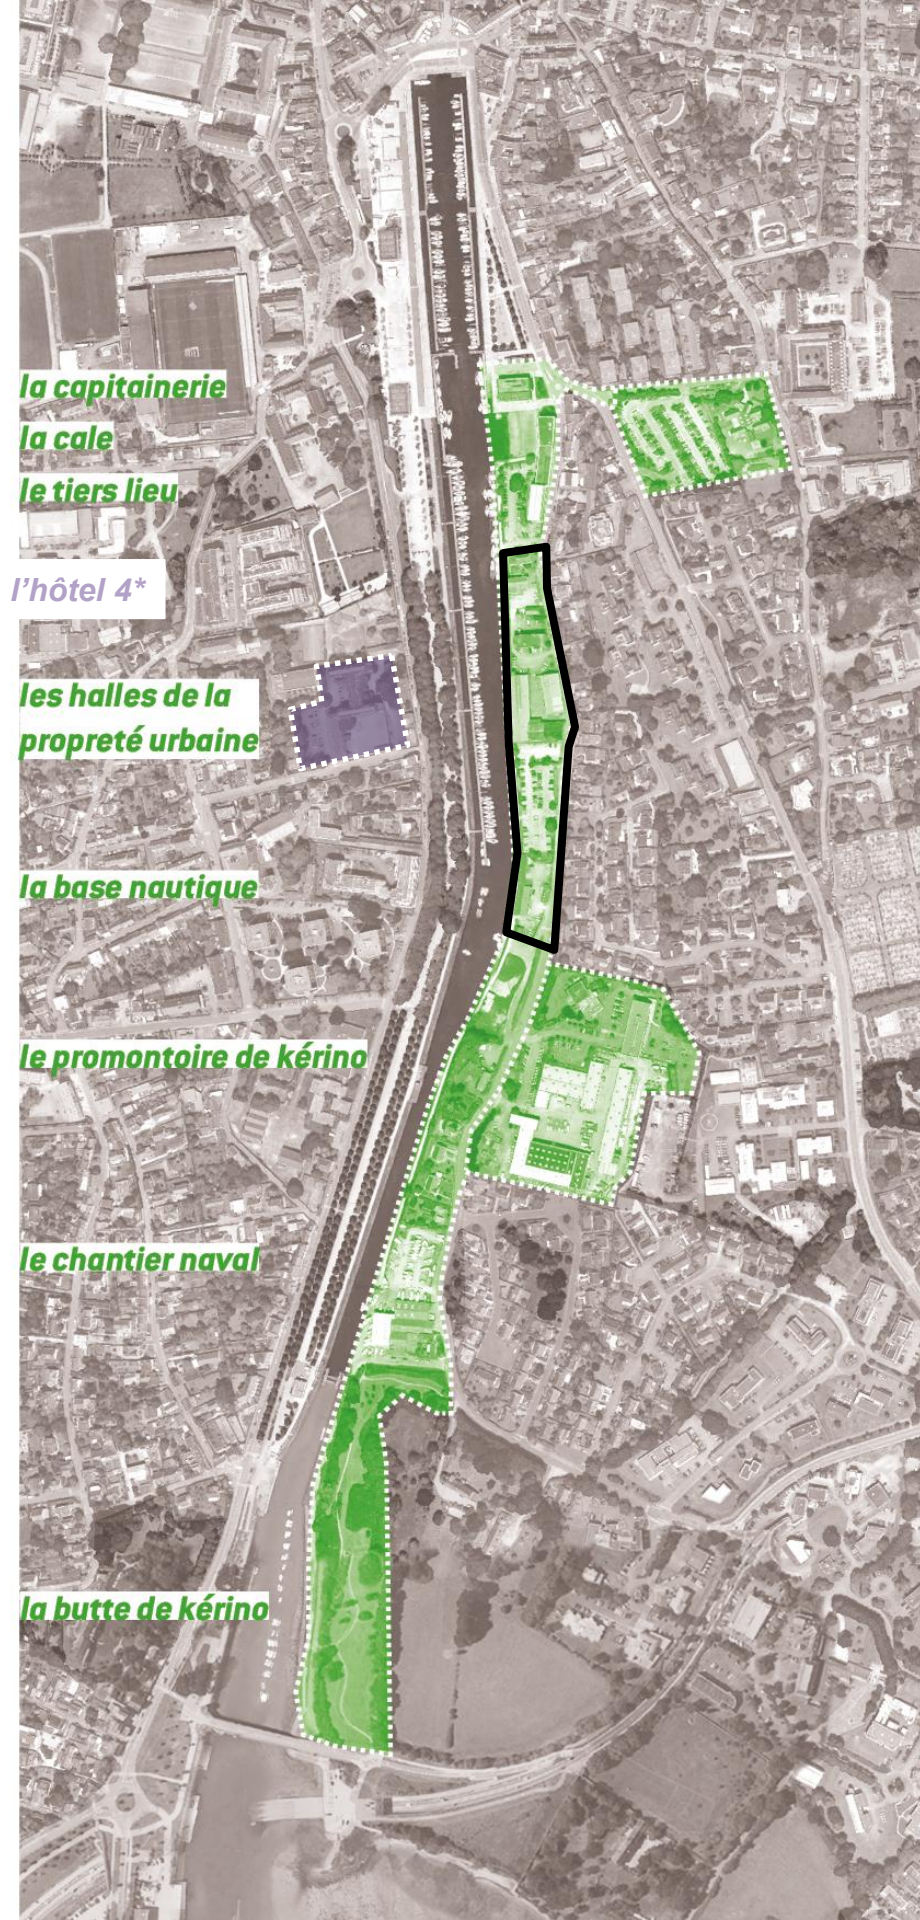 la capitainerie
la cale
le tiers lieu
l’hôtel 4*
les halles de la
propreté urbaine
la base nautique
le promontoire de kérino
le chantier naval
la butte de kérino